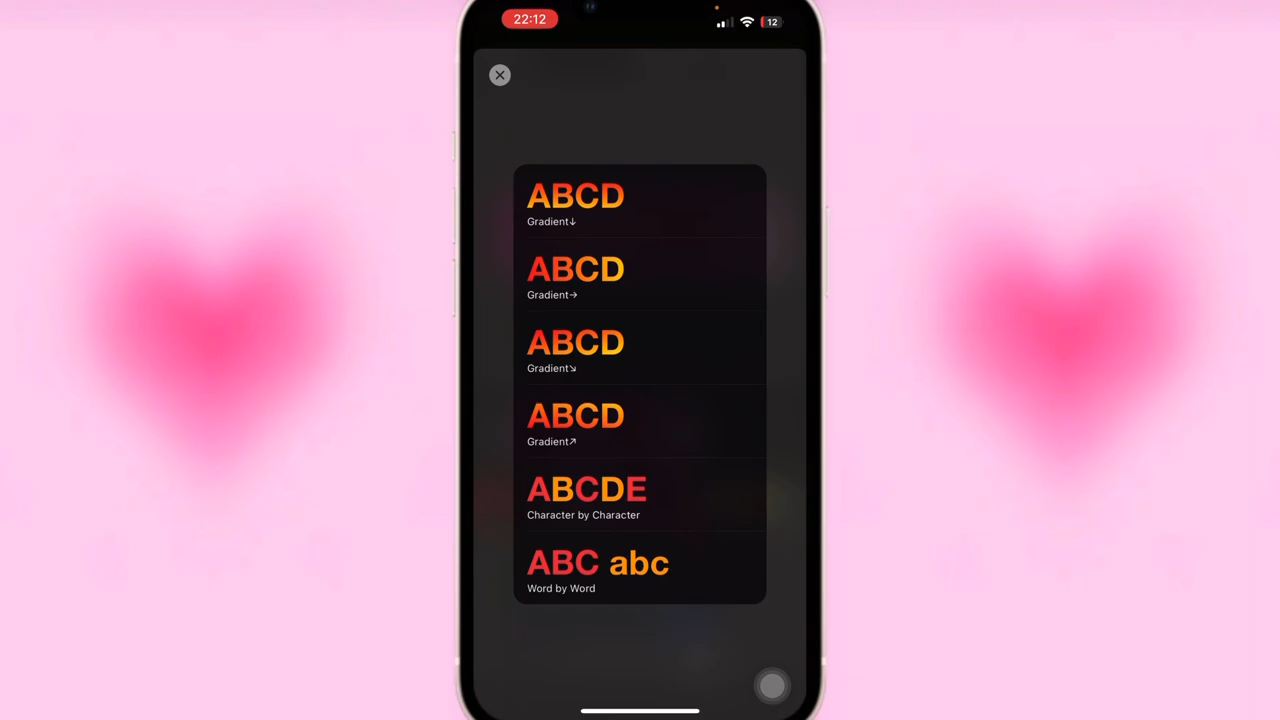 22:12
12
ABCD
Gradient↓
ABCD
Gradient→
ABCD
Gradient↘
ABCD
Gradient↗
ABCDE
Character by Character
ABC abc
Word by Word